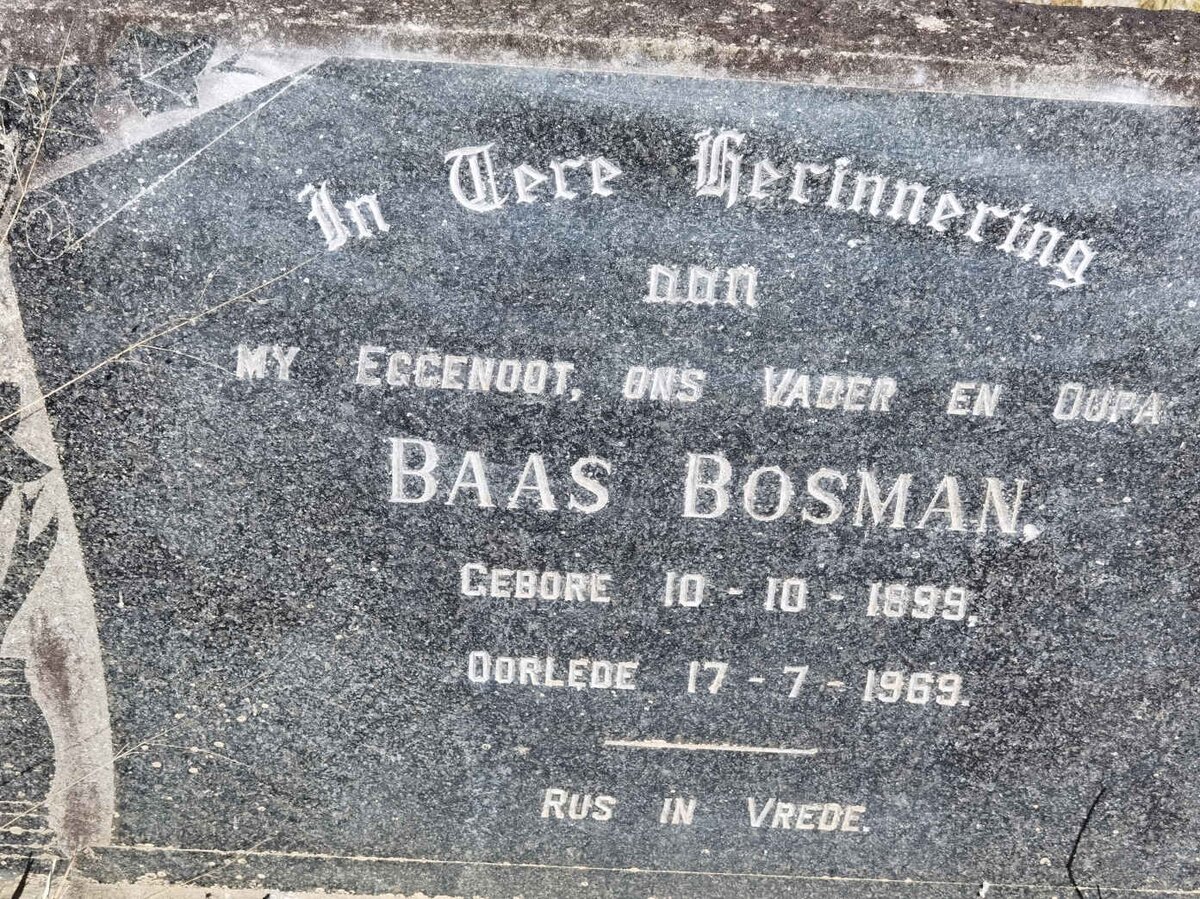 In Tere Herinnering
aan
MY EGGENOOT, ONS VADER EN OUPA
BAAS BOSMAN.
GEBORE 10 - 10 - 1899,
OORLEDE 17 - 7 - 1969.
RUS IN VREDE.